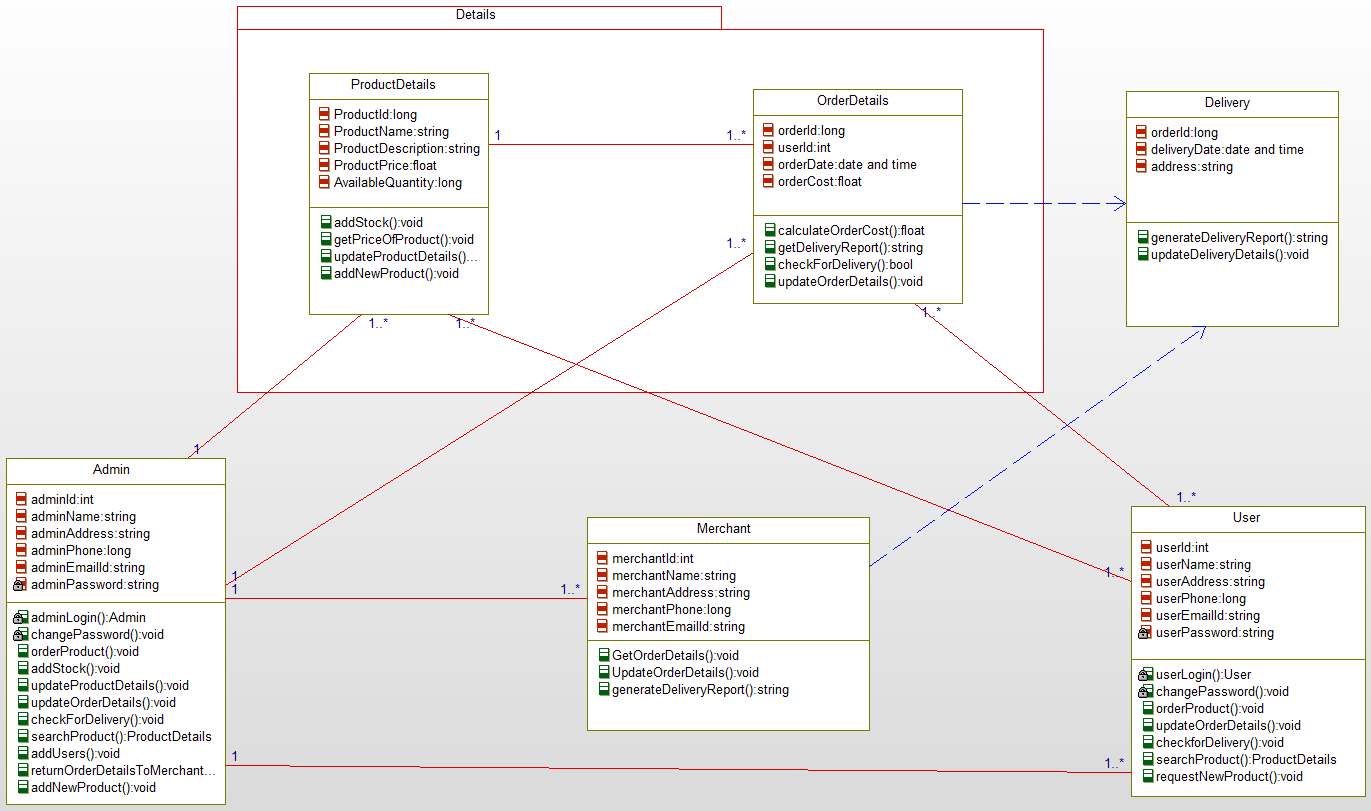 Details
ProductDetails
ProductId:long
ProductName:string
ProductDescription:string
ProductPrice:float
AvailableQuantity:long
addStock():void
getPriceOfProduct():void
updateProductDetails()...
addNewProduct():void
1
1..*
OrderDetails
orderId:long
userId:int
orderDate:date and time
orderCost:float
calculateOrderCost():float
getDeliveryReport():string
checkForDelivery():bool
updateOrderDetails():void
Delivery
orderId:long
deliveryDate:date and time
address:string
generateDeliveryReport():string
updateDeliveryDetails():void
1..*
1..*
1..*
1..*
1
Admin
adminId:int
adminName:string
adminAddress:string
adminPhone:long
adminEmailId:string
adminPassword:string
adminLogin():Admin
changePassword():void
orderProduct():void
addStock():void
updateProductDetails():void
updateOrderDetails():void
checkForDelivery():void
searchProduct():ProductDetails
addUsers():void
returnOrderDetailsToMerchant...
addNewProduct():void
1
1
1..*
Merchant
merchantId:int
merchantName:string
merchantAddress:string
merchantPhone:long
merchantEmailId:string
GetOrderDetails():void
UpdateOrderDetails():void
generateDeliveryReport():string
1..*
1..*
User
userId:int
userName:string
userAddress:string
userPhone:long
userEmailId:string
userPassword:string
userLogin():User
changePassword():void
orderProduct():void
updateOrderDetails():void
checkforDelivery():void
searchProduct():ProductDetails
requestNewProduct():void
1
1..*